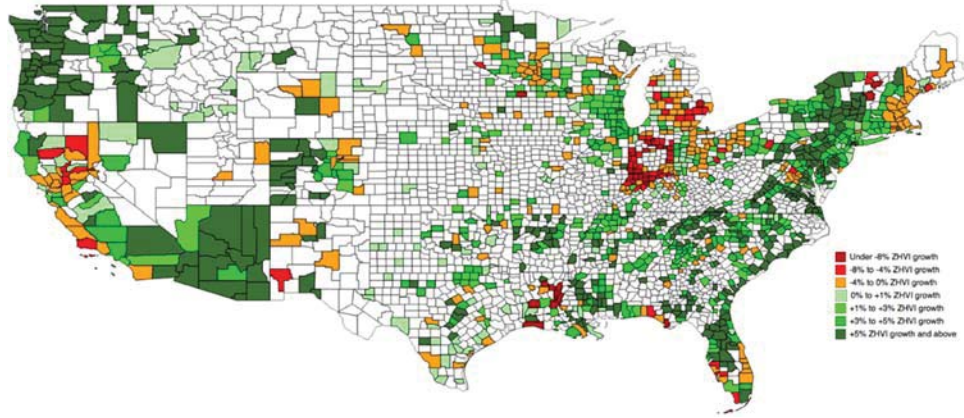 Under -8% ZHVI growth
-8% to -4% ZHVI growth
-4% to 0% ZHVI growth
0% to +1% ZHVI growth
+1% to +3% ZHVI growth
+3% to +5% ZHVI growth
+5% ZHVI growth and above